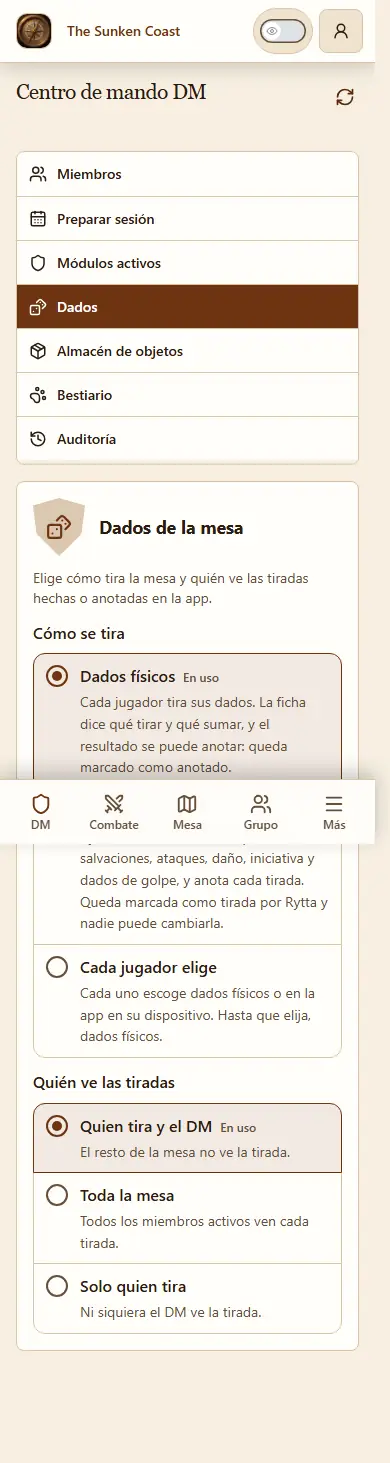 The Sunken Coast
Centro de mando DM
Miembros
Preparar sesión
Módulos activos
Dados
Almacén de objetos
Bestiario
Auditoría
Dados de la mesa
Elige cómo tira la mesa y quién ve las tiradas
hechas o anotadas en la app.
Cómo se tira
Dados físicos En uso
Cada jugador tira sus dados. La ficha
dice qué tirar y qué sumar, y el
resultado se puede anotar: queda
marcado como anotado.
DM
Combate
Mesa
Grupo
Más
salvaciones, ataques, daño, iniciativa y
dados de golpe, y anota cada tirada.
Queda marcada como tirada por Rytta y
nadie puede cambiarla.
Cada jugador elige
Cada uno escoge dados físicos o en la
app en su dispositivo. Hasta que elija,
dados físicos.
Quién ve las tiradas
Quien tira y el DM En uso
El resto de la mesa no ve la tirada.
Toda la mesa
Todos los miembros activos ven cada
tirada.
Solo quien tira
Ni siquiera el DM ve la tirada.